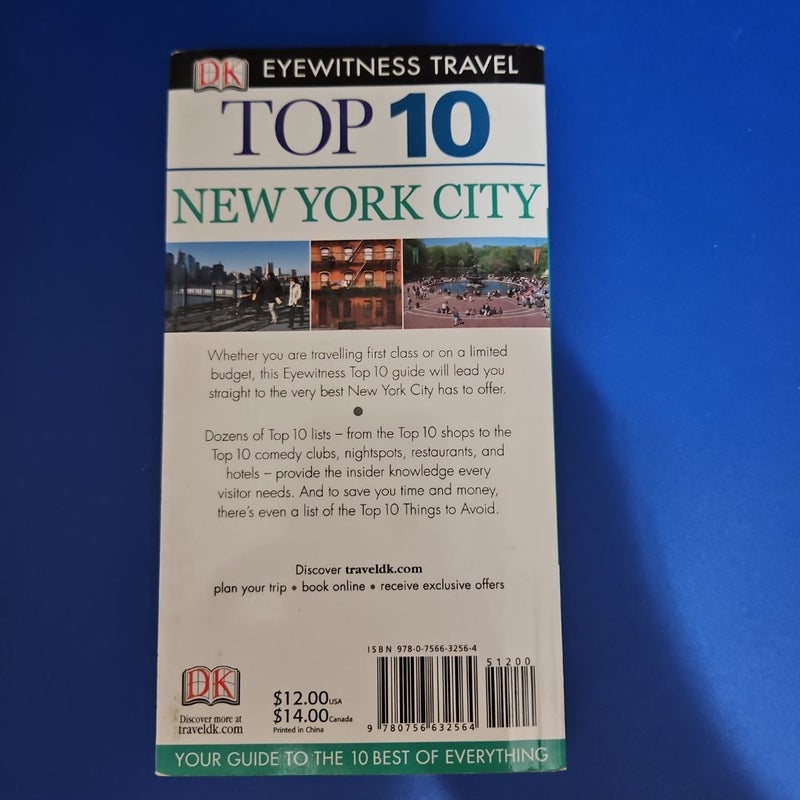 DK EYEWITNESS TRAVEL
TOP 10
NEW YORK CITY
Whether you are travelling first class or on a limited
budget, this Eyewitness Top 10 guide will lead you
straight to the very best New York City has to offer.
Dozens of Top 10 lists – from the Top 10 shops to the
Top 10 comedy clubs, nightspots, restaurants, and
hotels – provide the insider knowledge every
visitor needs. And to save you time and money,
there's even a list of the Top 10 Things to Avoid.
Discover traveldk.com
plan your trip • book online • receive exclusive offers
ISBN 978-0-7566-3256-4
51200
9 780756 632564
DK
Discover more at
traveldk.com
$12.00 USA
$14.00 Canada
Printed in China
YOUR GUIDE TO THE 10 BEST OF EVERYTHING